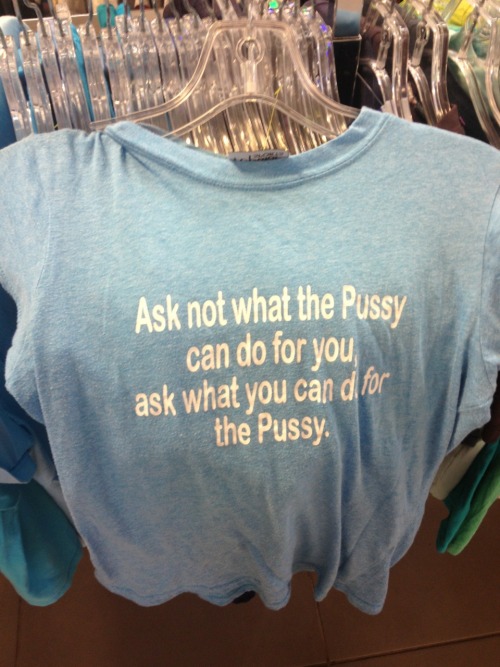 Ask not what the Pussy
can do for you,
ask what you can d for
the Pussy.